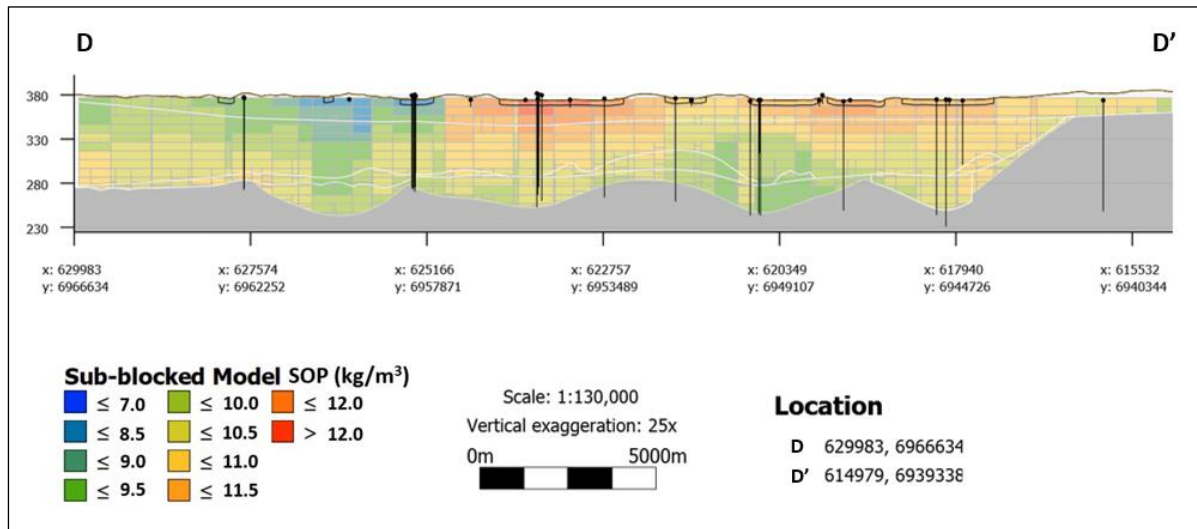 D D’
380
330
280
230
x: 629983 x: 627574 x: 625166 x: 622757 x: 620349 x: 617940 x: 615532
y: 6966634 y: 6962252 y: 6957871 y: 6953489 y: 6949107 y: 6944726 y: 6940344
Sub-blocked Model SOP (kg/m³)
≤ 7.0 ≤ 10.0 ≤ 12.0
≤ 8.5 ≤ 10.5 > 12.0
≤ 9.0 ≤ 11.0
≤ 9.5 ≤ 11.5
Scale: 1:130,000
Vertical exaggeration: 25x
0m 5000m
Location
D 629983, 6966634
D’ 614979, 6939338